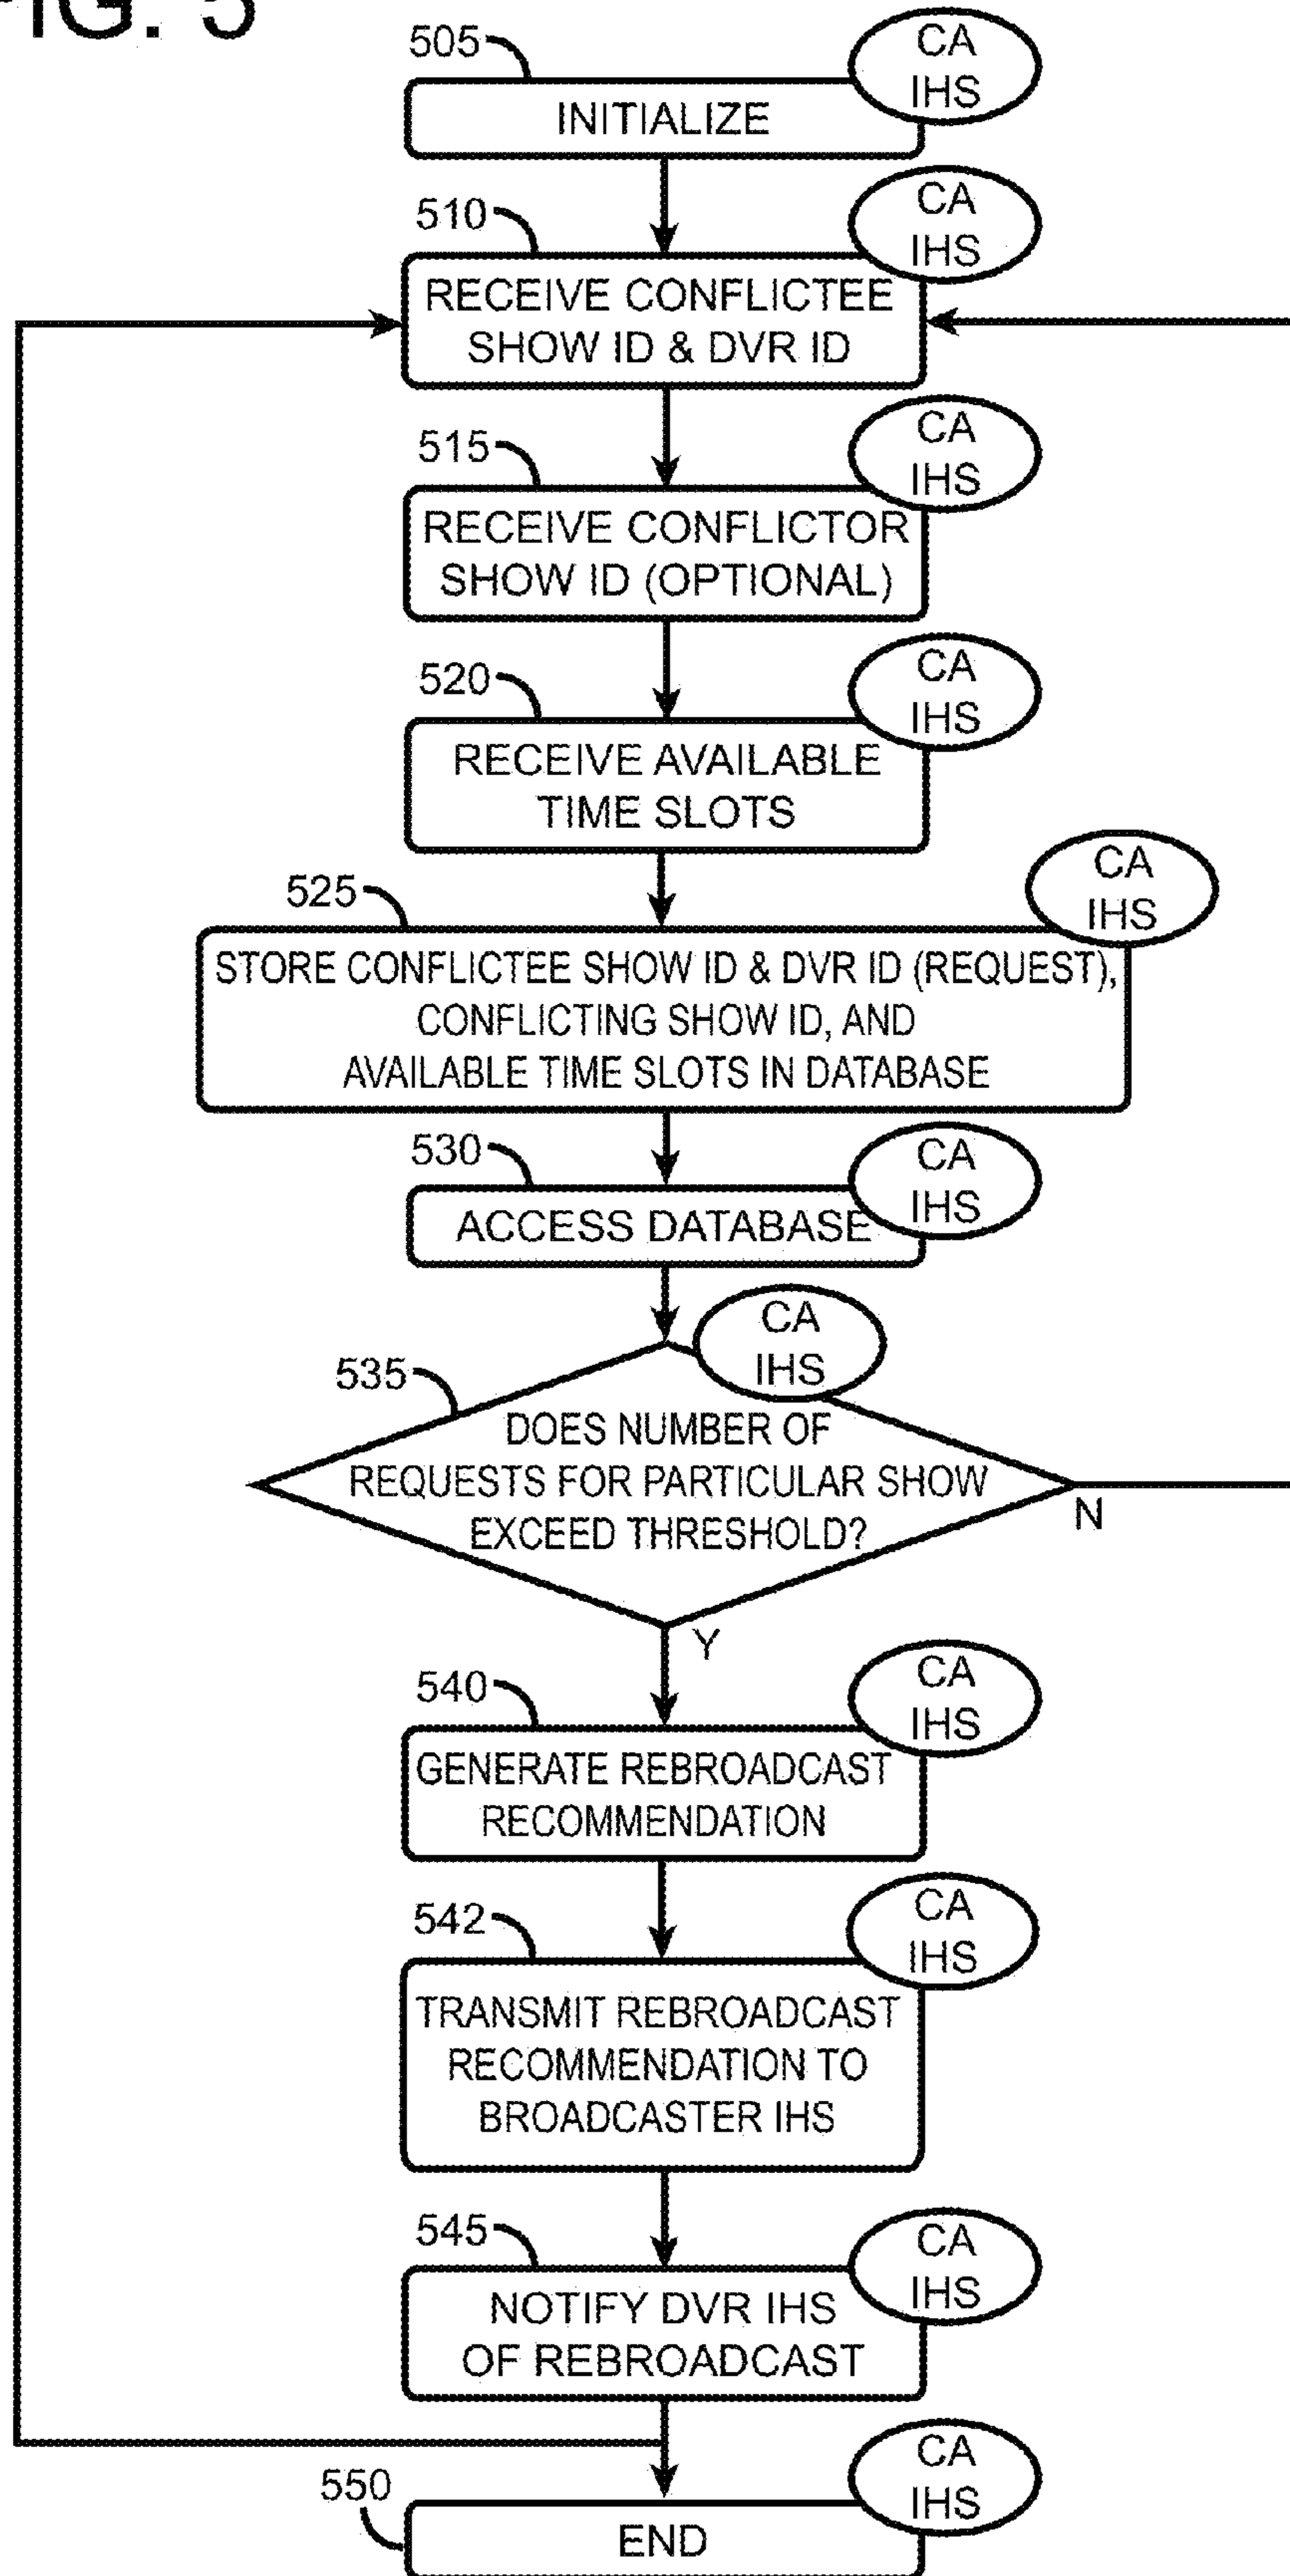 FIG. 5
505
CA
IHS
INITIALIZE
510
CA
IHS
RECEIVE CONFLICTEE
SHOW ID & DVR ID
515
CA
IHS
RECEIVE CONFLICTOR
SHOW ID (OPTIONAL)
520
CA
IHS
RECEIVE AVAILABLE
TIME SLOTS
525
CA
IHS
STORE CONFLICTEE SHOW ID & DVR ID (REQUEST),
CONFLICTING SHOW ID, AND
AVAILABLE TIME SLOTS IN DATABASE
530
CA
IHS
ACCESS DATABASE
535
CA
IHS
DOES NUMBER OF
REQUESTS FOR PARTICULAR SHOW
EXCEED THRESHOLD?
N
Y
540
CA
IHS
GENERATE REBROADCAST
RECOMMENDATION
542
CA
IHS
TRANSMIT REBROADCAST
RECOMMENDATION TO
BROADCASTER IHS
545
CA
IHS
NOTIFY DVR IHS
OF REBROADCAST
550
CA
IHS
END